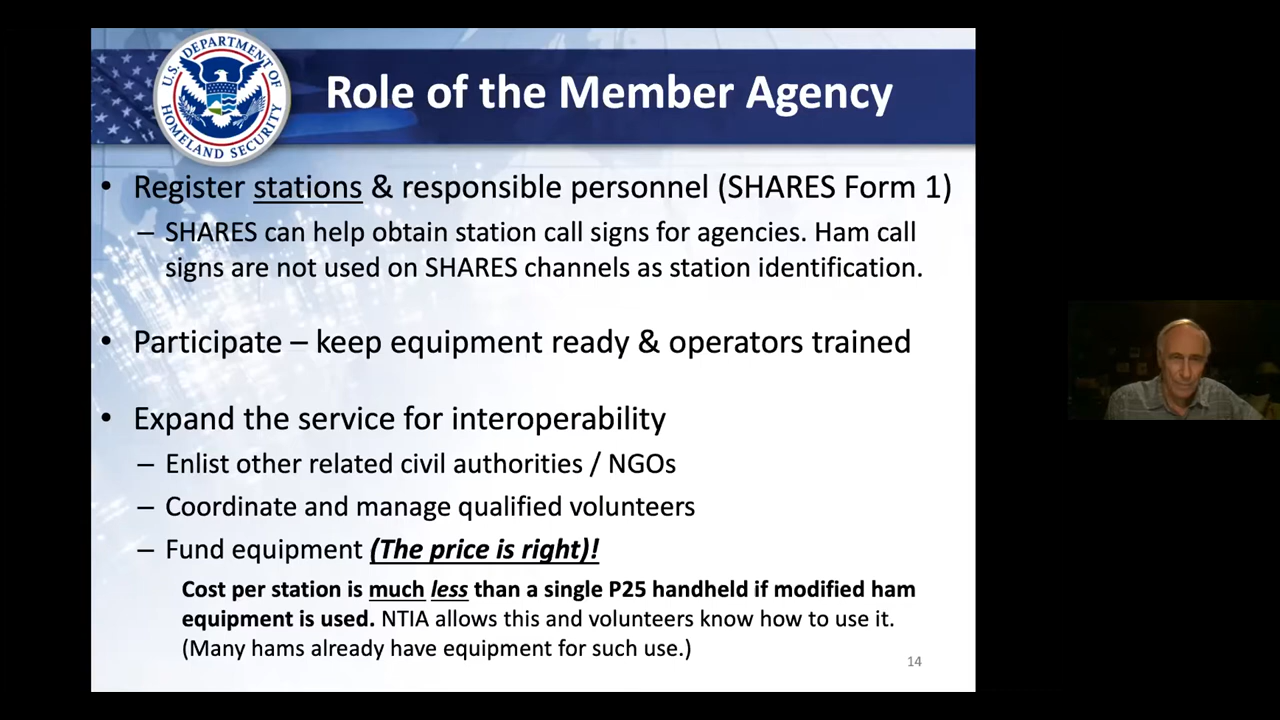 U.S. DEPARTMENT OF
HOMELAND SECURITY
Role of the Member Agency
• Register stations & responsible personnel (SHARES Form 1)
– SHARES can help obtain station call signs for agencies. Ham call
signs are not used on SHARES channels as station identification.
• Participate – keep equipment ready & operators trained
• Expand the service for interoperability
– Enlist other related civil authorities / NGOs
– Coordinate and manage qualified volunteers
– Fund equipment (The price is right)!
Cost per station is much less than a single P25 handheld if modified ham
equipment is used. NTIA allows this and volunteers know how to use it.
(Many hams already have equipment for such use.)
14